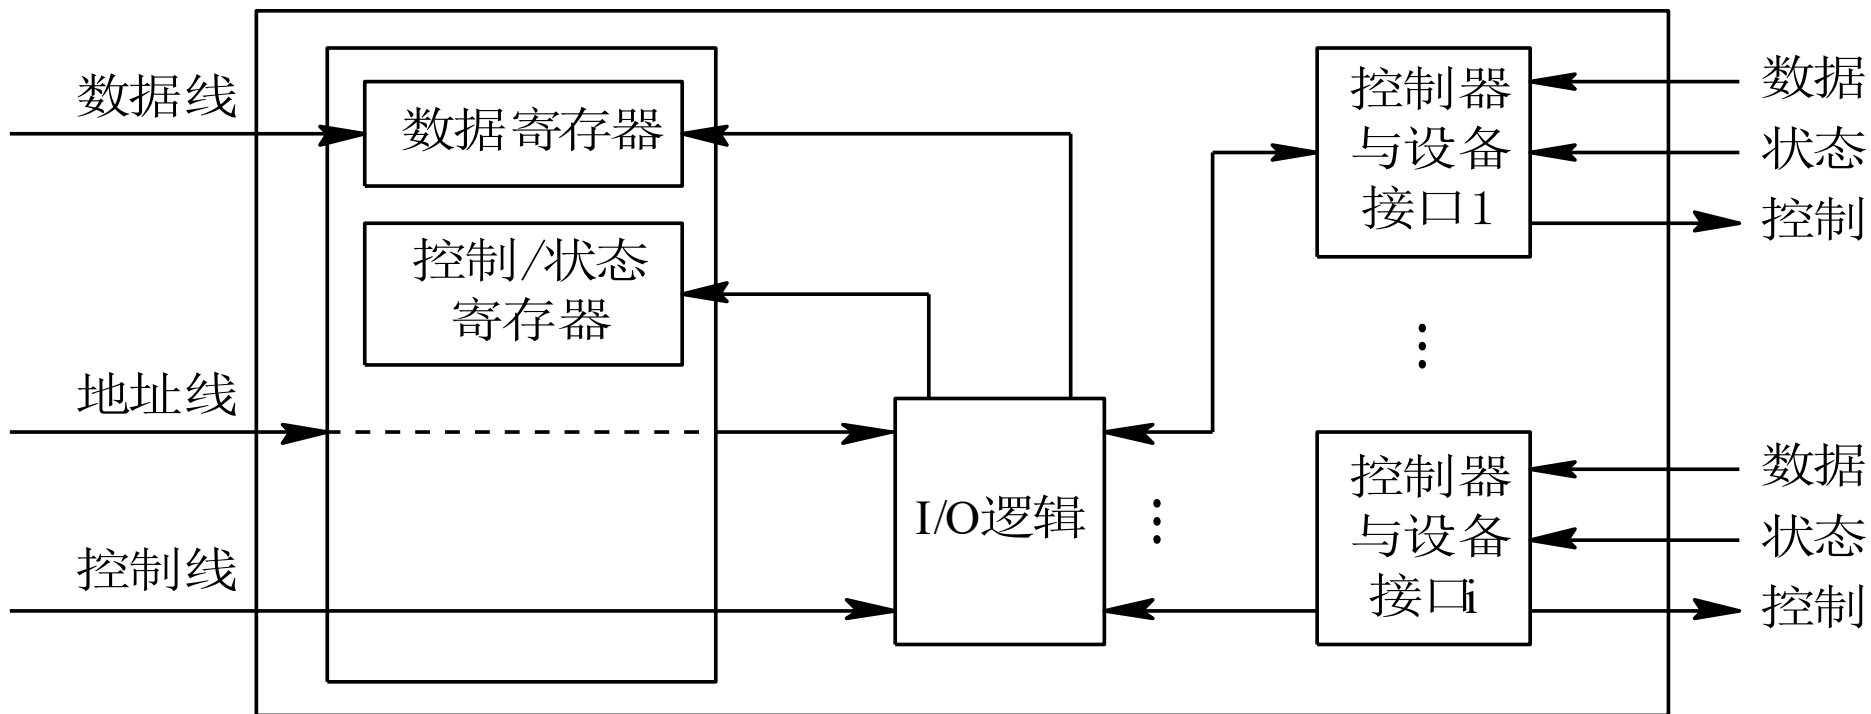 数据线
数据寄存器
控制/状态
寄存器
地址线
控制线
I/O逻辑
控制器
与设备
接口1
数据
状态
控制
控制器
与设备
接口i
数据
状态
控制